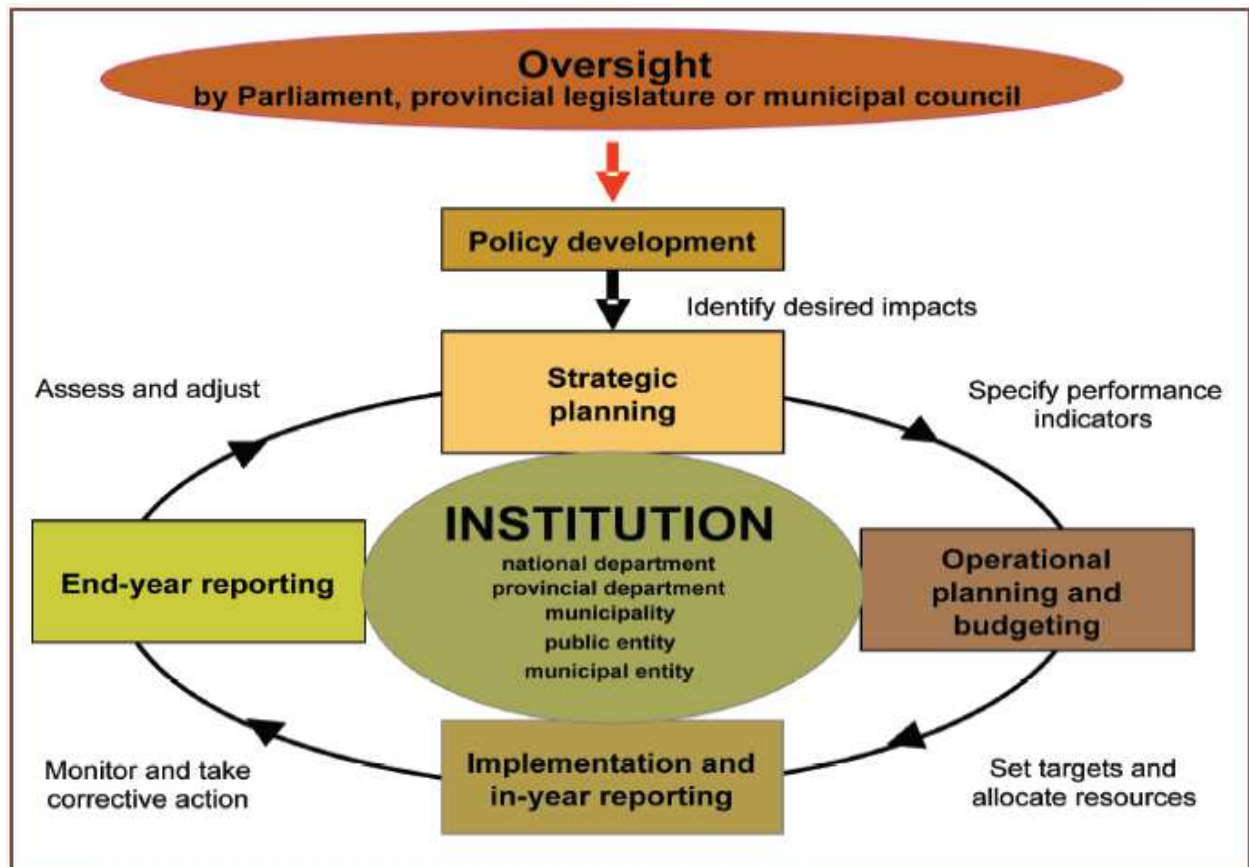 Oversight
by Parliament, provincial legislature or municipal council
Policy development
Identify desired impacts
Strategic
planning
Assess and adjust
Specify performance
indicators
INSTITUTION
national department
provincial department
municipality
public entity
municipal entity
End-year reporting
Operational
planning and
budgeting
Implementation and
in-year reporting
Monitor and take
corrective action
Set targets and
allocate resources